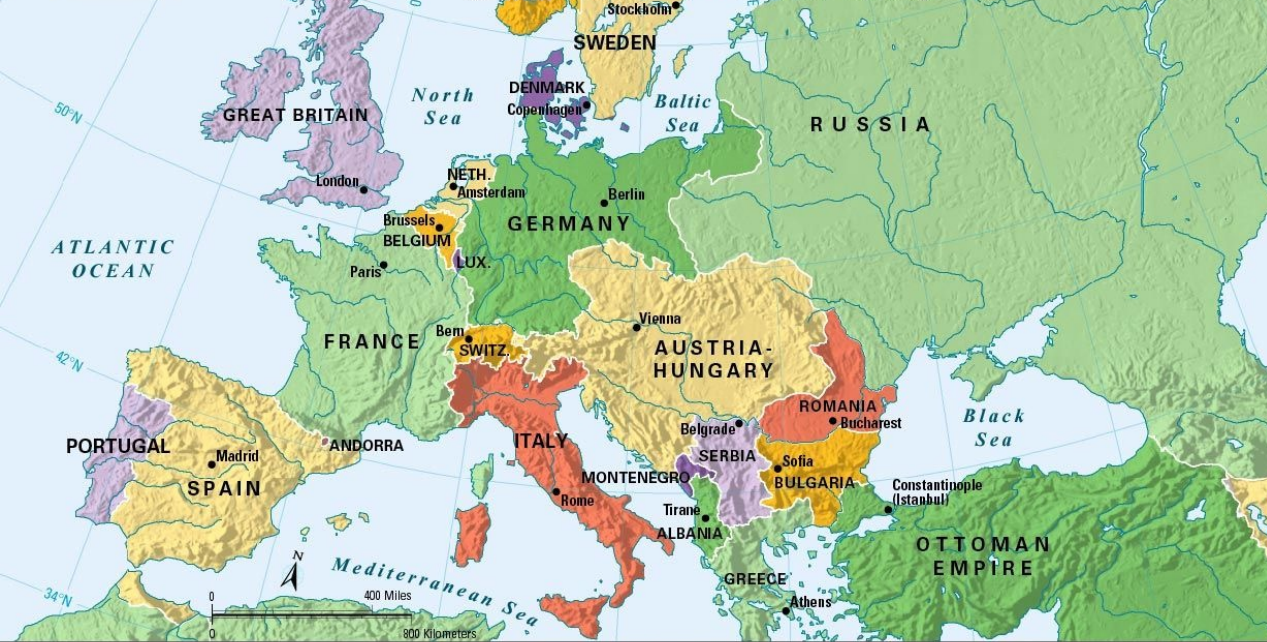 Stockholm
SWEDEN
DENMARK
Copenhagen
North
Sea
Baltic
Sea
RUSSIA
50°N
GREAT BRITAIN
London
NETH.
Amsterdam
Berlin
GERMANY
Brussels
BELGIUM
LUX.
Paris
ATLANTIC
OCEAN
FRANCE
Bern
SWITZ.
Vienna
AUSTRIA-
HUNGARY
42°N
ROMANIA
Bucharest
Black
Sea
PORTUGAL
Madrid
SPAIN
ANDORRA
ITALY
Rome
Belgrade
SERBIA
MONTENEGRO
Sofia
BULGARIA
Tirane
ALBANIA
Constantinople
(Istanbul)
OTTOMAN
EMPIRE
GREECE
Athens
Mediterranean Sea
34°N
N
0 400 Miles
0 800 Kilometers